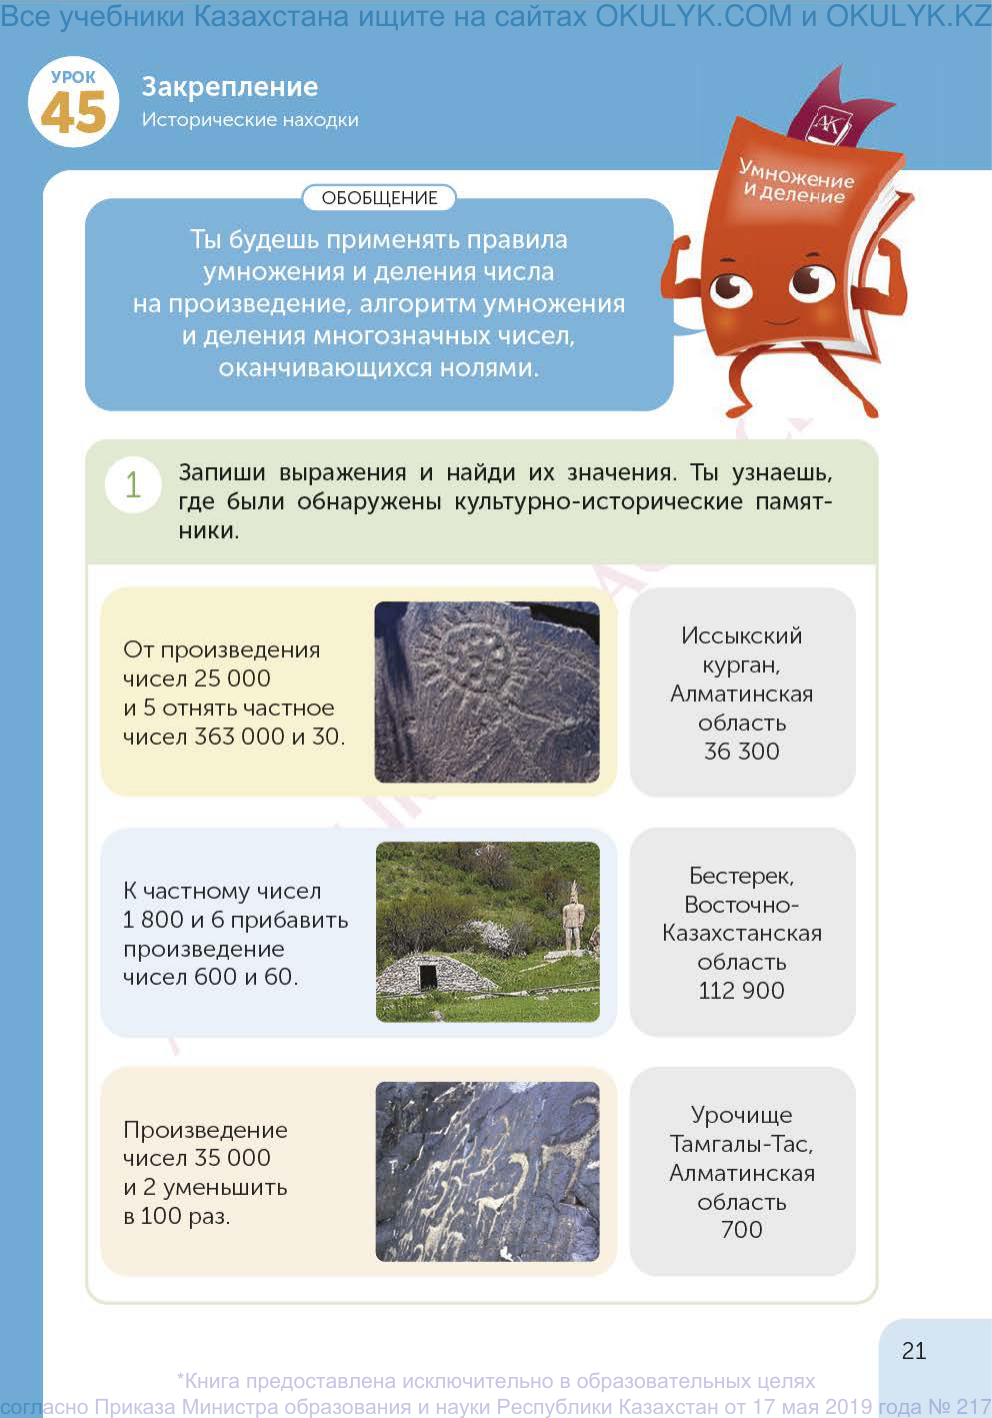 Все учебники Казахстана ищите на сайтах OKULYK.COM и OKULYK.KZ
УРОК
45
Закрепление
Исторические находки
АК
Умножение
и деление
ОБОБЩЕНИЕ
Ты будешь применять правила
умножения и деления числа
на произведение, алгоритм умножения
и деления многозначных чисел,
оканчивающихся нолями.
1
Запиши выражения и найди их значения. Ты узнаешь,
где были обнаружены культурно-исторические памят-
ники.
От произведения
чисел 25 000
и 5 отнять частное
чисел 363 000 и 30.
Иссыкский
курган,
Алматинская
область
36 300
К частному чисел
1 800 и 6 прибавить
произведение
чисел 600 и 60.
Бестерек,
Восточно-
Казахстанская
область
112 900
Произведение
чисел 35 000
и 2 уменьшить
в 100 раз.
Урочище
Тамгалы-Тас,
Алматинская
область
700
21
*Книга предоставлена исключительно в образовательных целях
согласно Приказа Министра образования и науки Республики Казахстан от 17 мая 2019 года № 217